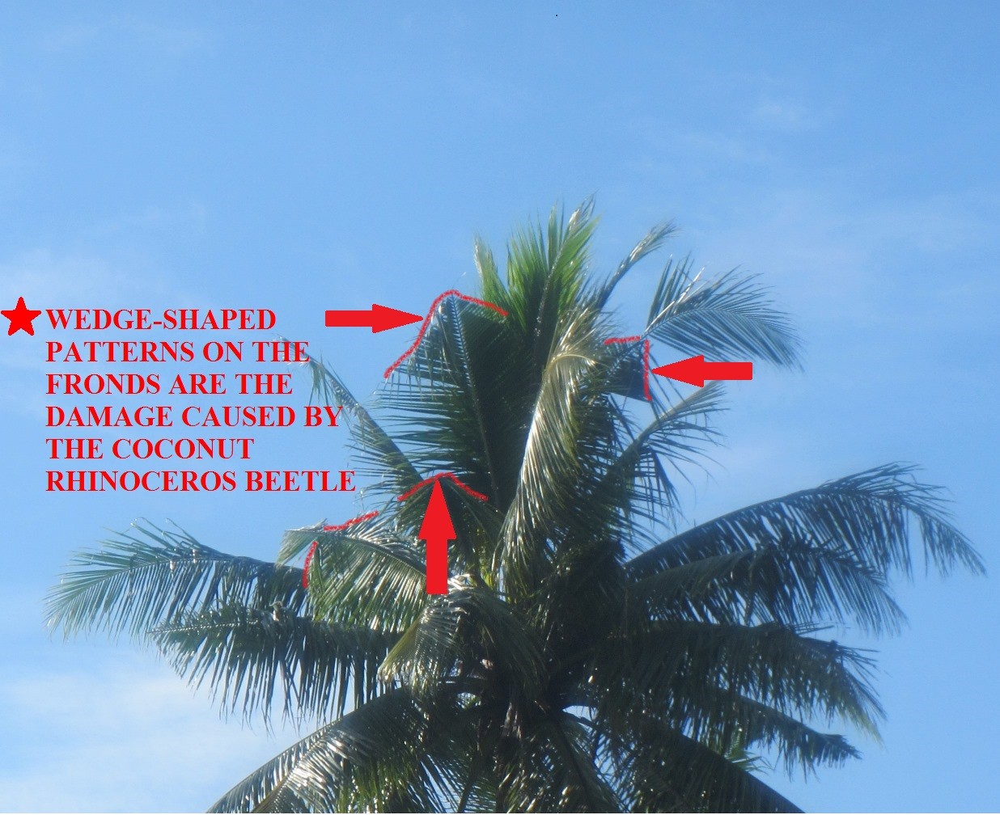 WEDGE-SHAPED
PATTERNS ON THE
FRONDS ARE THE
DAMAGE CAUSED BY
THE COCONUT
RHINOCEROS BEETLE